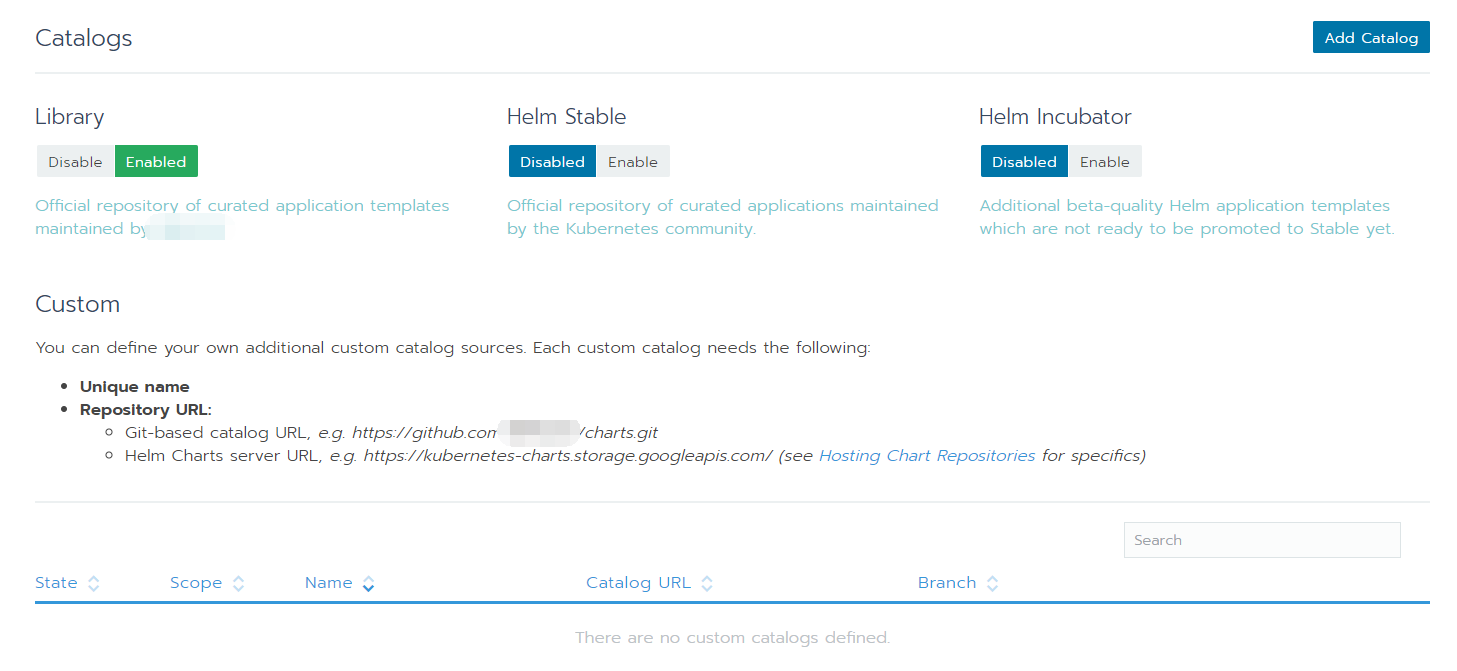 Catalogs
Add Catalog
Library
Helm Stable
Helm Incubator
Disable Enabled
Disabled Enable
Disabled Enable
Official repository of curated application templates
maintained by
Official repository of curated applications maintained
by the Kubernetes community.
Additional beta-quality Helm application templates
which are not ready to be promoted to Stable yet.
Custom
You can define your own additional custom catalog sources. Each custom catalog needs the following:
• Unique name
• Repository URL:
○ Git-based catalog URL, e.g. https://github.com /charts.git
○ Helm Charts server URL, e.g. https://kubernetes-charts.storage.googleapis.com/ (see Hosting Chart Repositories for specifics)
Search
State Scope Name Catalog URL Branch
There are no custom catalogs defined.